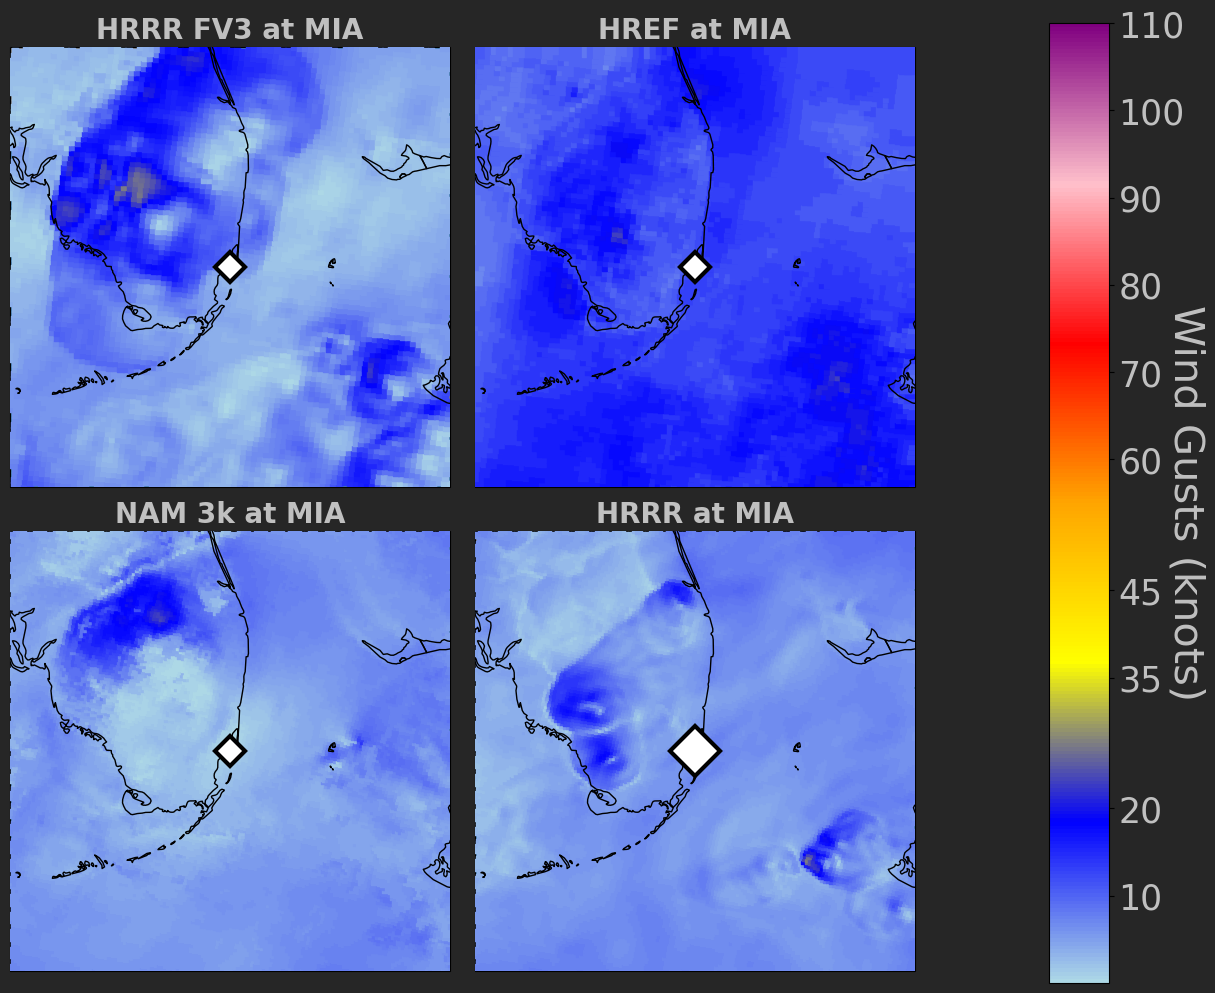 HRRR FV3 at MIA
HREF at MIA
NAM 3k at MIA
HRRR at MIA
110
100
90
80
70
60
45
35
20
10
Wind Gusts (knots)